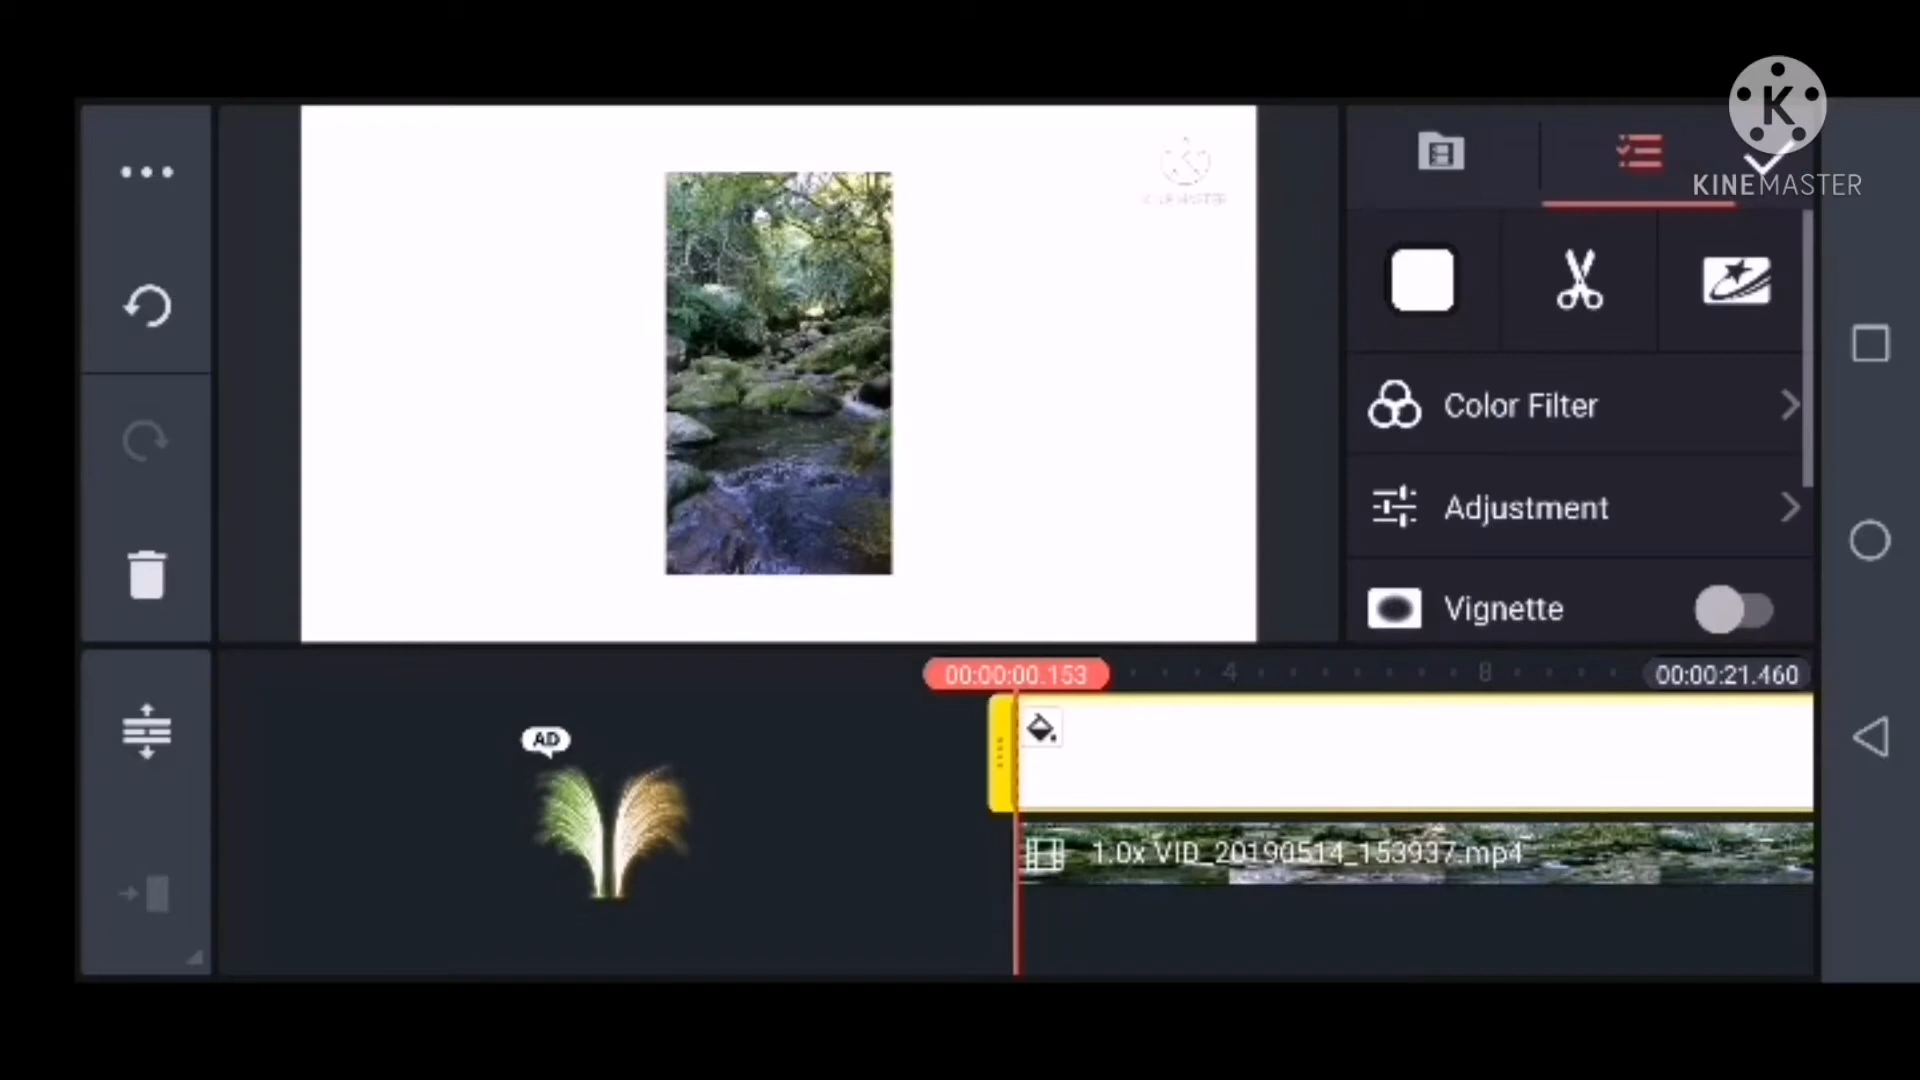 K
KINEMASTER
KINEMASTER
Color Filter
Adjustment
Vignette
00:00:00.153
4
8
00:00:21.460
AD
1.0x VID_20190514_153937.mp4